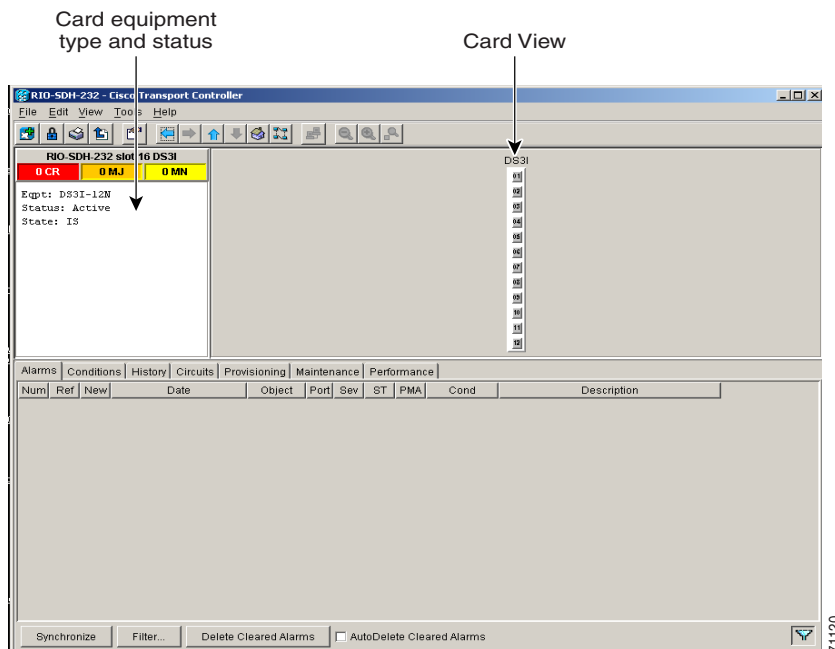 Card equipment
type and status
Card View
RIO-SDH-232 - Cisco Transport Controller
File Edit View Tools Help
RIO-SDH-232 slot 16 DS3I
0 CR 0 MJ 0 MN
Eqpt: DS3I-12N
Status: Active
State: IS
DS3I
01
02
03
04
05
06
07
08
09
10
11
12
Alarms Conditions History Circuits Provisioning Maintenance Performance
Num Ref New Date Object Port Sev ST PMA Cond Description
Synchronize Filter... Delete Cleared Alarms AutoDelete Cleared Alarms
71120